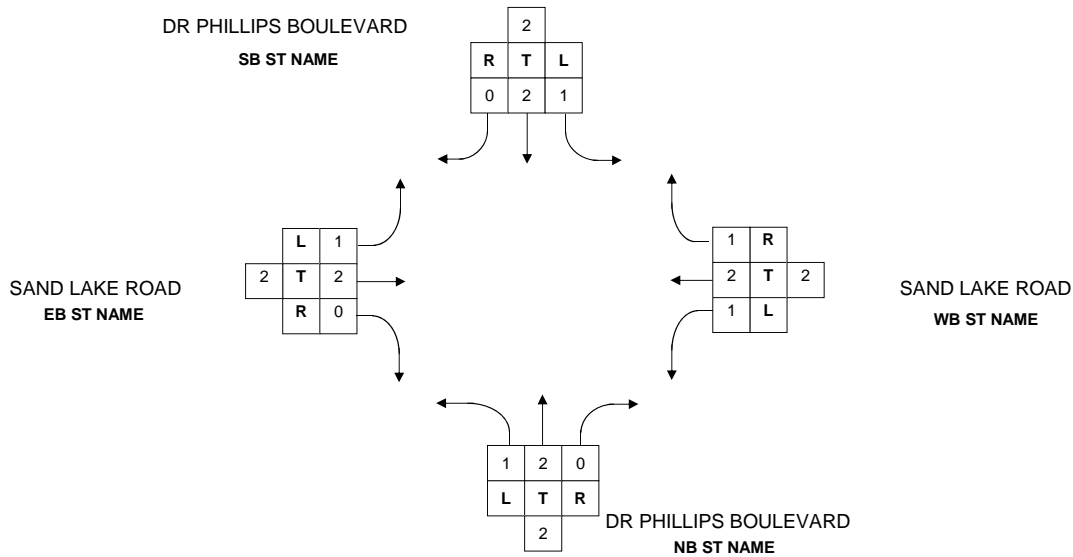 DR PHILLIPS BOULEVARD
SB ST NAME
2
R T L
0 2 1
SAND LAKE ROAD
EB ST NAME
L 1
2 T 2
R 0
1 R
2 T 2
1 L
SAND LAKE ROAD
WB ST NAME
1 2 0
L T R
2
DR PHILLIPS BOULEVARD
NB ST NAME